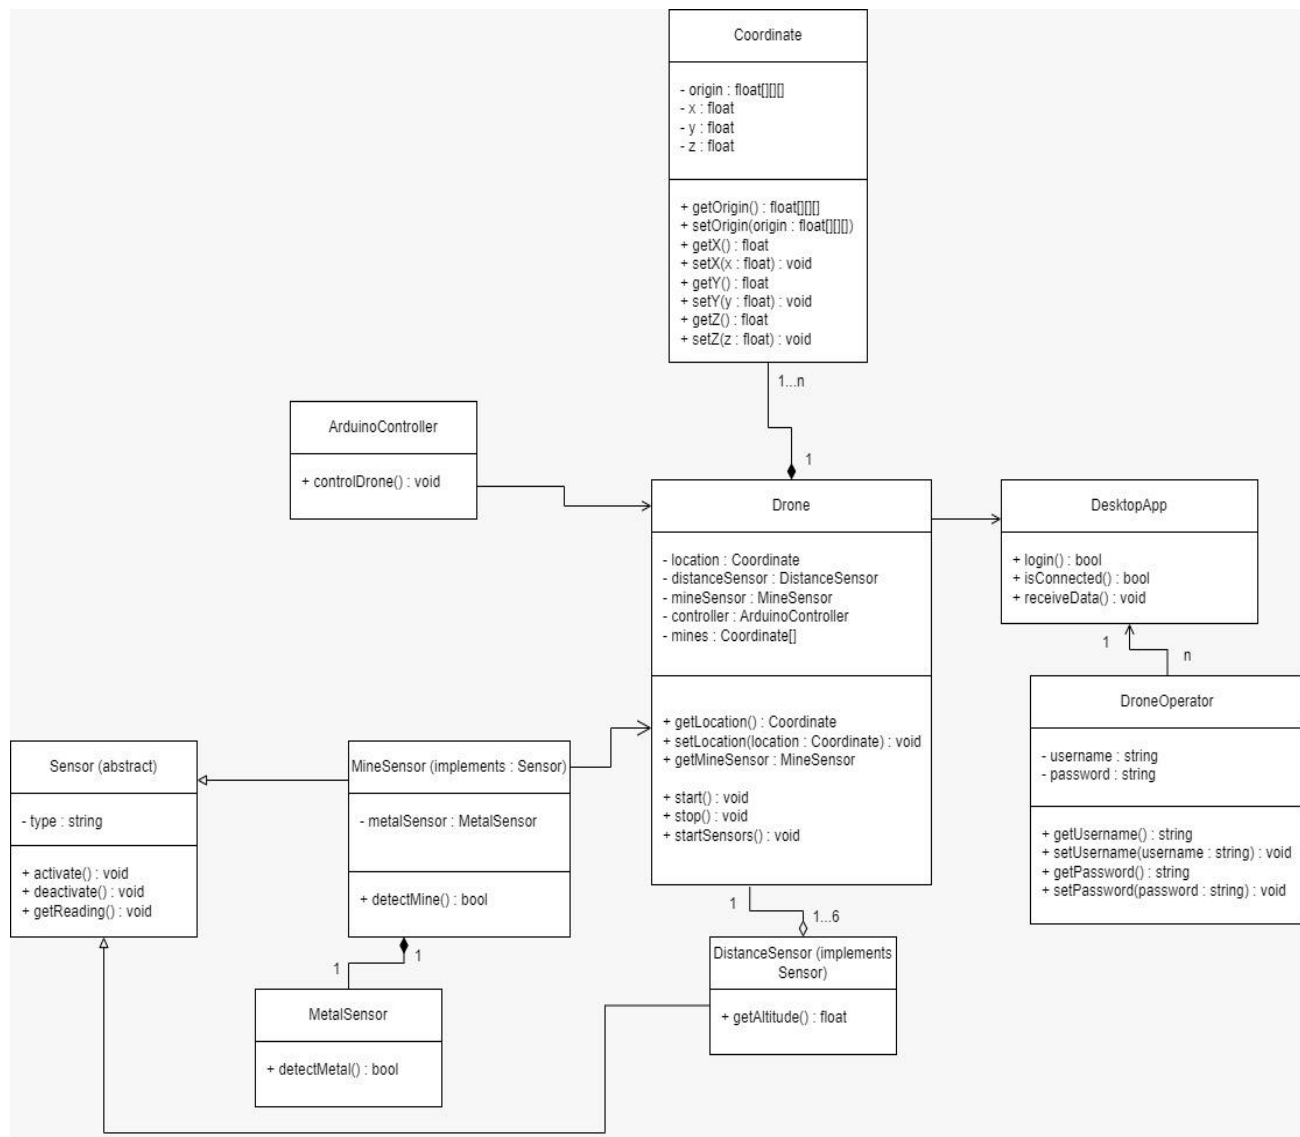 Coordinate
- origin : float[][][]
- x : float
- y : float
- z : float
+ getOrigin() : float[][][]
+ setOrigin(origin : float[][][])
+ getX() : float
+ setX(x : float) : void
+ getY() : float
+ setY(y : float) : void
+ getZ() : float
+ setZ(z : float) : void
1...n
1
ArduinoController
+ controlDrone() : void
Drone
- location : Coordinate
- distanceSensor : DistanceSensor
- mineSensor : MineSensor
- controller : ArduinoController
- mines : Coordinate[]
+ getLocation() : Coordinate
+ setLocation(location : Coordinate) : void
+ getMineSensor : MineSensor
+ start() : void
+ stop() : void
+ startSensors() : void
DesktopApp
+ login() : bool
+ isConnected() : bool
+ receiveData() : void
1
n
DroneOperator
- username : string
- password : string
+ getUsername() : string
+ setUsername(username : string) : void
+ getPassword() : string
+ setPassword(password : string) : void
Sensor (abstract)
- type : string
+ activate() : void
+ deactivate() : void
+ getReading() : void
MineSensor (implements : Sensor)
- metalSensor : MetalSensor
+ detectMine() : bool
1
1
MetalSensor
+ detectMetal() : bool
1
1...6
DistanceSensor (implements
Sensor)
+ getAltitude() : float